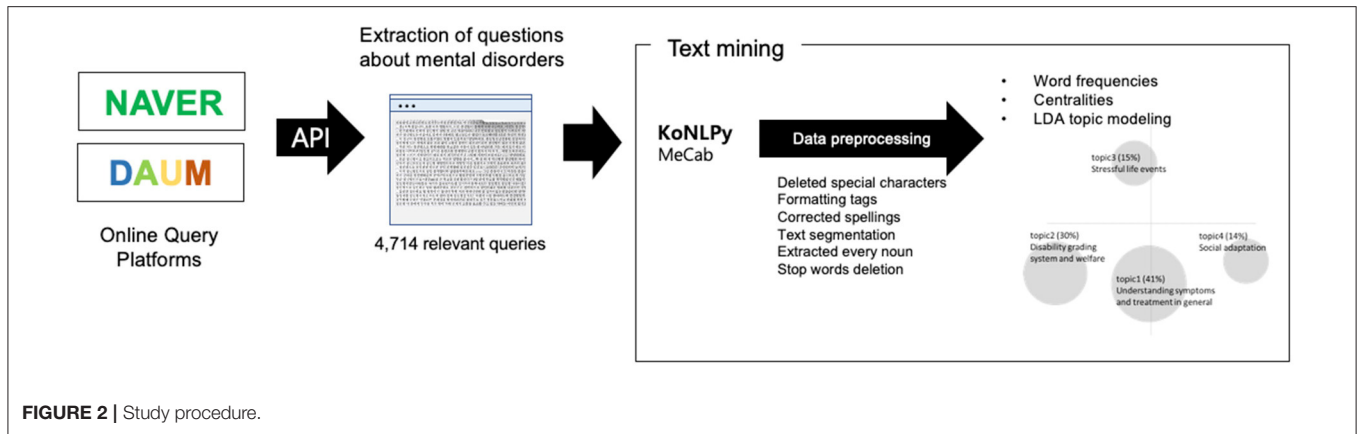 Extraction of questions
about mental disorders
NAVER
DAUM
Online Query
Platforms
API
4,714 relevant queries
Text mining
KoNLPy
MeCab
Data preprocessing
Deleted special characters
Formatting tags
Corrected spellings
Text segmentation
Extracted every noun
Stop words deletion
• Word frequencies
• Centralities
• LDA topic modeling
topic3 (15%)
Stressful life events
topic2 (30%)
Disability grading
system and welfare
topic4 (14%)
Social adaptation
topic1 (41%)
Understanding symptoms
and treatment in general
FIGURE 2 | Study procedure.